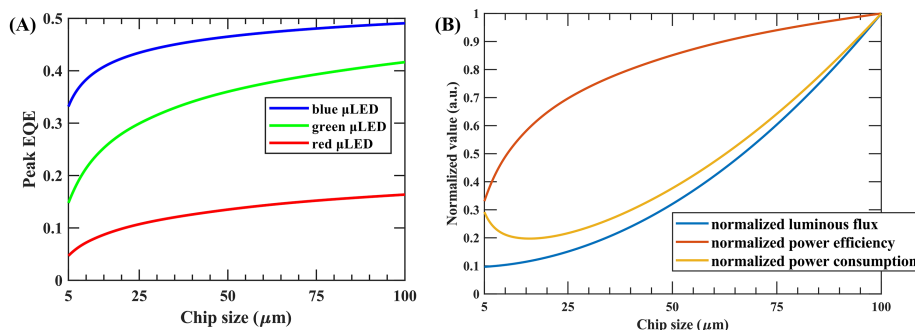 (A)
0.5
0.4
0.3
0.2
0.1
0.0
Peak EQE
blue μLED
green μLED
red μLED
5
25
50
75
100
Chip size (μm)
(B)
1
0.9
0.8
0.7
0.6
0.5
0.4
0.3
0.2
0.1
0
Normalized value (a.u.)
normalized luminous flux
normalized power efficiency
normalized power consumption
5
25
50
75
100
Chip size (μm)